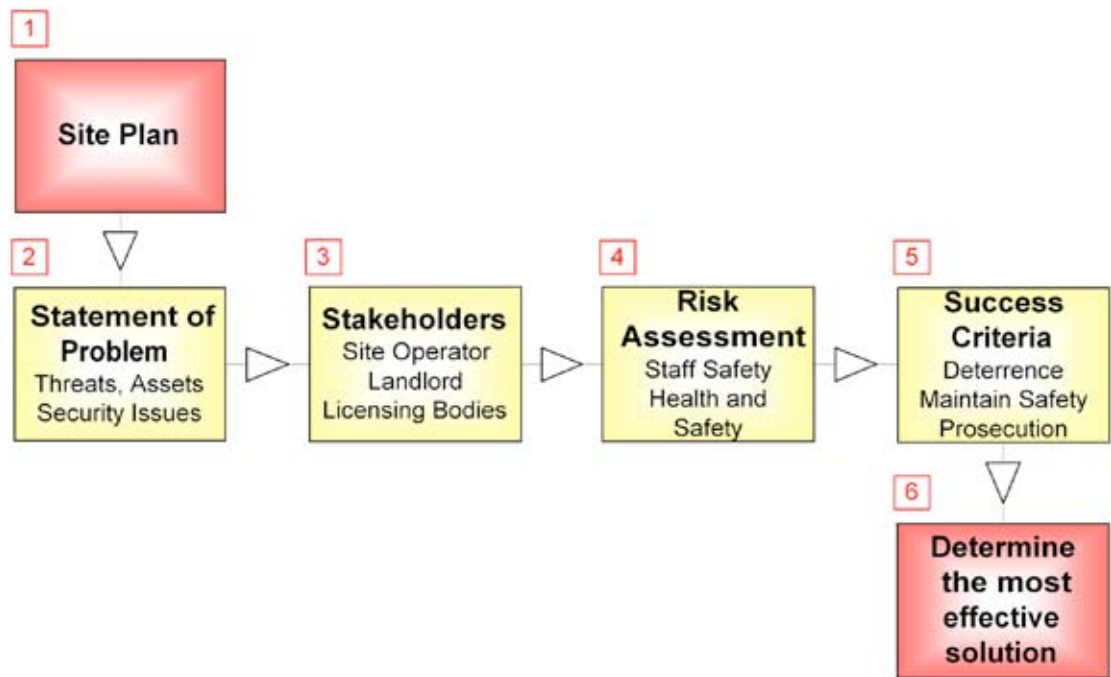 1
Site Plan
2
Statement of
Problem
Threats, Assets
Security Issues
3
Stakeholders
Site Operator
Landlord
Licensing Bodies
4
Risk
Assessment
Staff Safety
Health and
Safety
5
Success
Criteria
Deterrence
Maintain Safety
Prosecution
6
Determine
the most
effective
solution